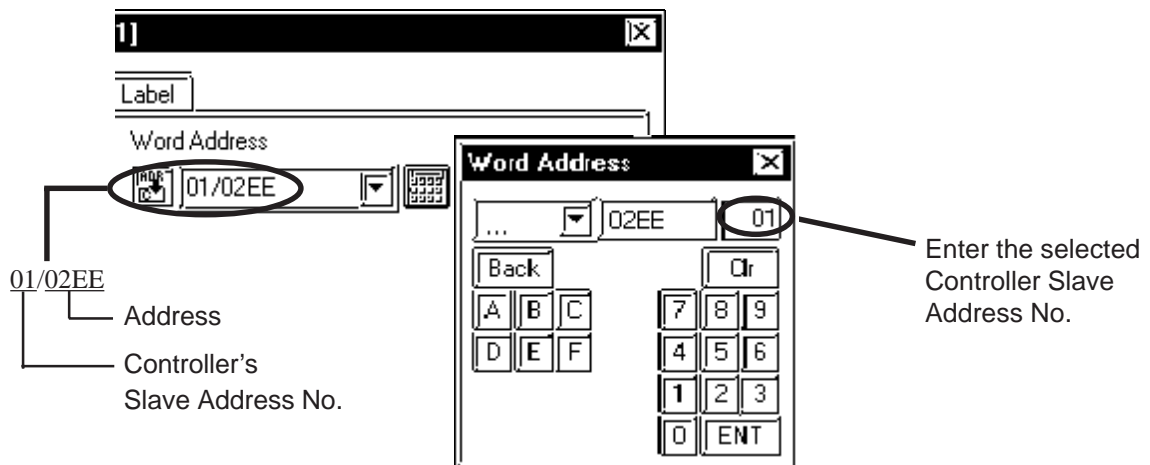 1]
Label
Word Address
ADR
C
01/02EE
Word Address
...
02EE
01
Back
Clr
A B C
7 8 9
D E F
4 5 6
1 2 3
0 ENT
01/02EE
Address
Controller's
Slave Address No.
Enter the selected
Controller Slave
Address No.